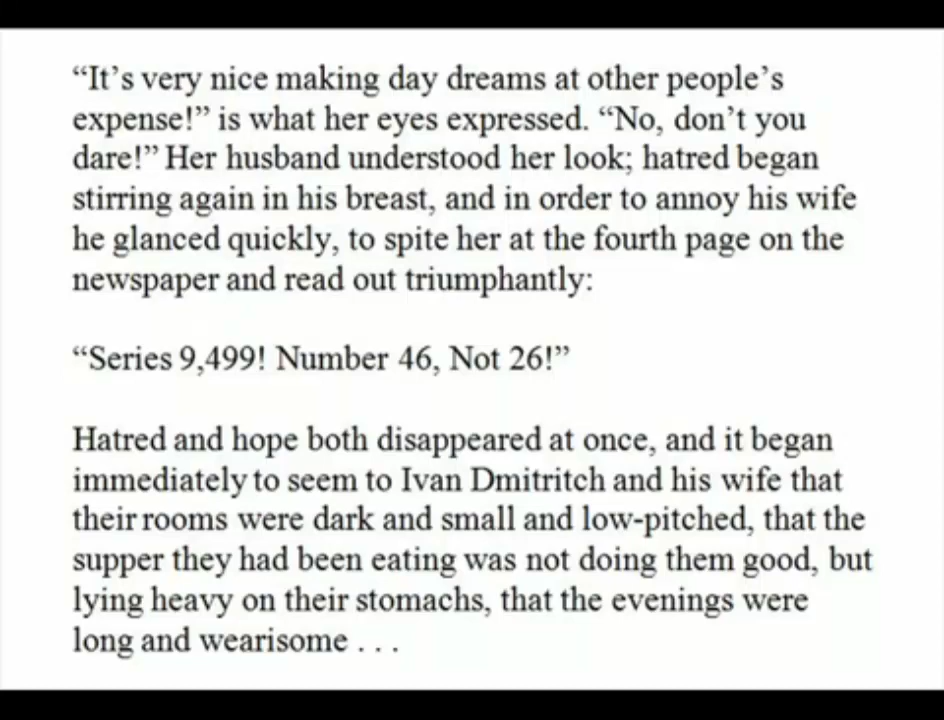 “It’s very nice making day dreams at other people’s
expense!” is what her eyes expressed. “No, don’t you
dare!” Her husband understood her look; hatred began
stirring again in his breast, and in order to annoy his wife
he glanced quickly, to spite her at the fourth page on the
newspaper and read out triumphantly:
“Series 9,499! Number 46, Not 26!”
Hatred and hope both disappeared at once, and it began
immediately to seem to Ivan Dmitritch and his wife that
their rooms were dark and small and low-pitched, that the
supper they had been eating was not doing them good, but
lying heavy on their stomachs, that the evenings were
long and wearisome . . .